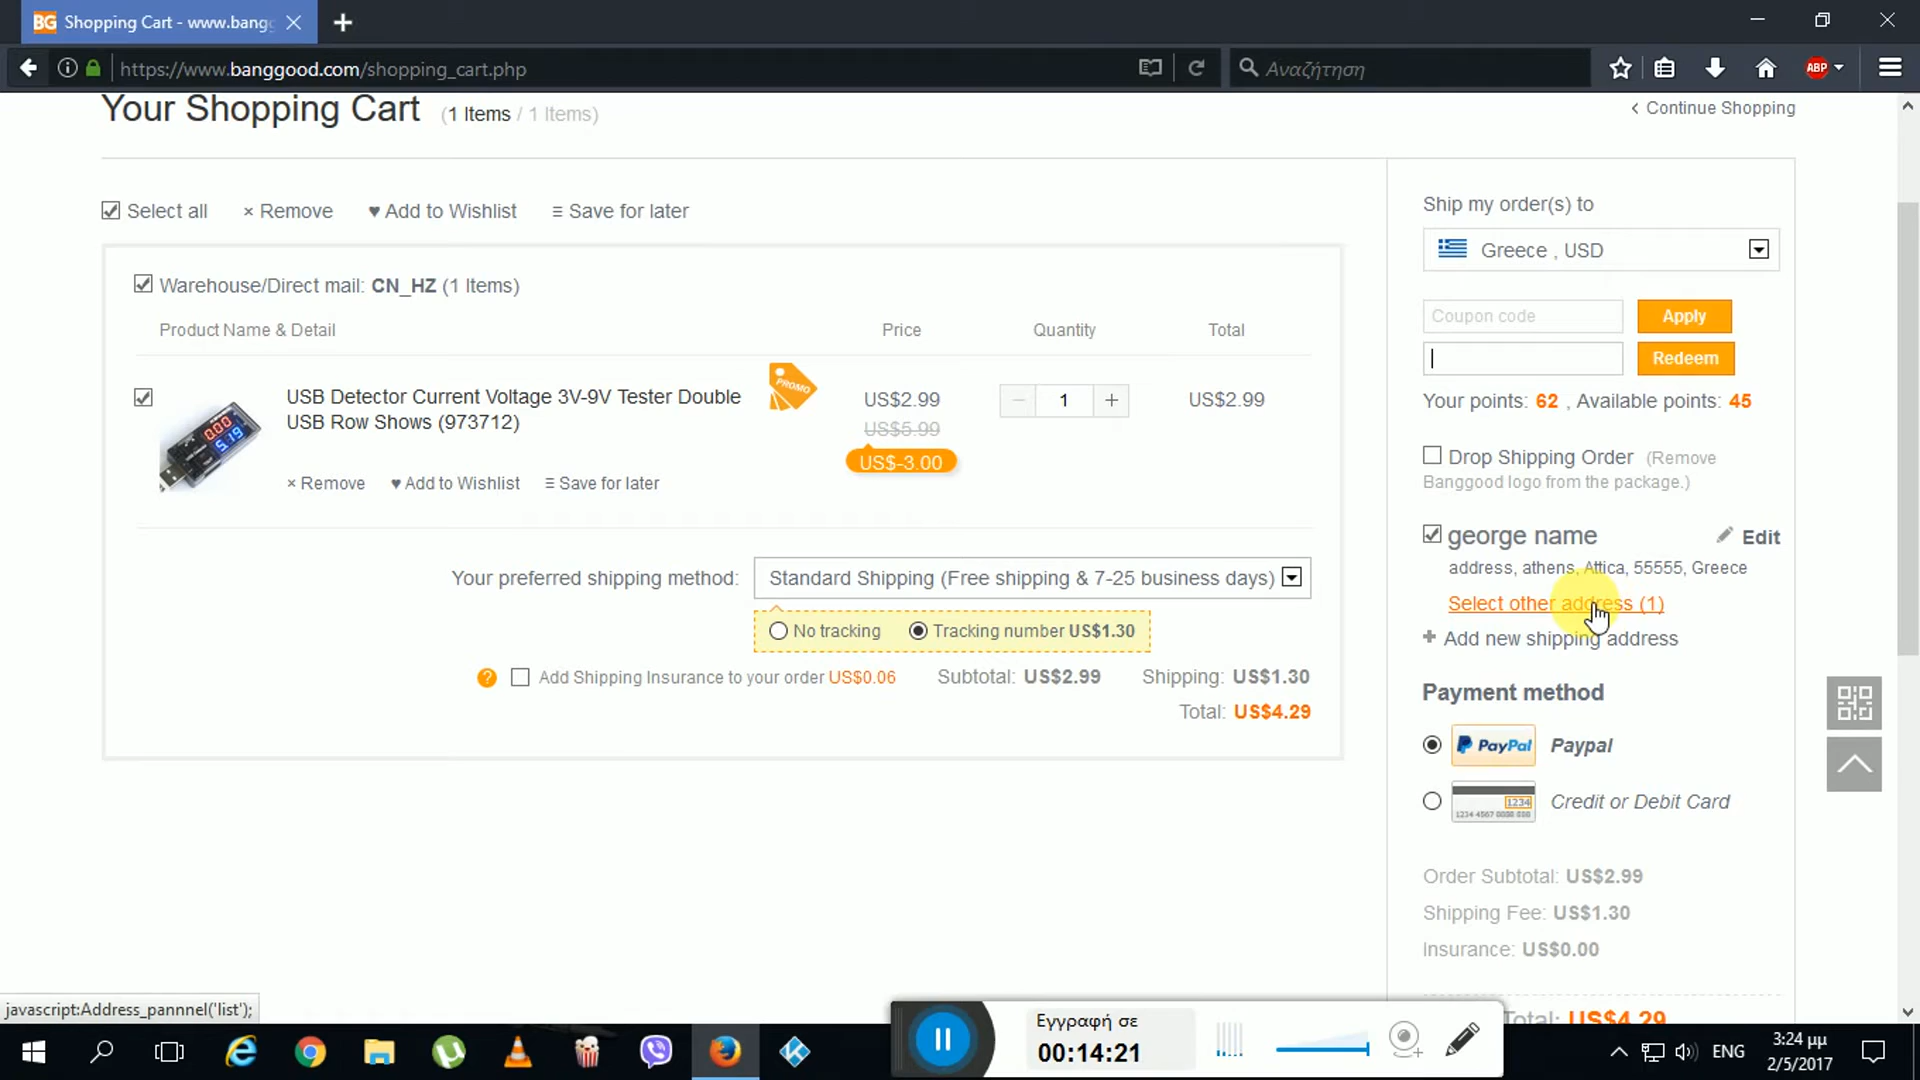 BG Shopping Cart - www.bangg
https://www.banggood.com/shopping_cart.php
Αναζήτηση
ABP
Your Shopping Cart (1 Items / 1 Items)
< Continue Shopping
Select all × Remove ♥ Add to Wishlist ≡ Save for later
Warehouse/Direct mail: CN_HZ (1 Items)
Product Name & Detail Price Quantity Total
USB Detector Current Voltage 3V-9V Tester Double
USB Row Shows (973712)
PROMO
US$2.99
US$5.99
US$-3.00
− 1 +
US$2.99
× Remove ♥ Add to Wishlist ≡ Save for later
Your preferred shipping method: Standard Shipping (Free shipping & 7-25 business days)
No tracking Tracking number US$1.30
? Add Shipping Insurance to your order US$0.06 Subtotal: US$2.99 Shipping: US$1.30
Total: US$4.29
Ship my order(s) to
Greece , USD
Coupon code Apply
Redeem
Your points: 62 , Available points: 45
Drop Shipping Order (Remove
Banggood logo from the package.)
george name Edit
address, athens, Attica, 55555, Greece
Select other address (1)
+ Add new shipping address
Payment method
PayPal Paypal
1234
1234 4567 0000 000
Credit or Debit Card
Order Subtotal: US$2.99
Shipping Fee: US$1.30
Insurance: US$0.00
Total: US$4.29
javascript:Address_pannnel('list');
Εγγραφή σε
00:14:21
ENG
3:24 μμ
2/5/2017